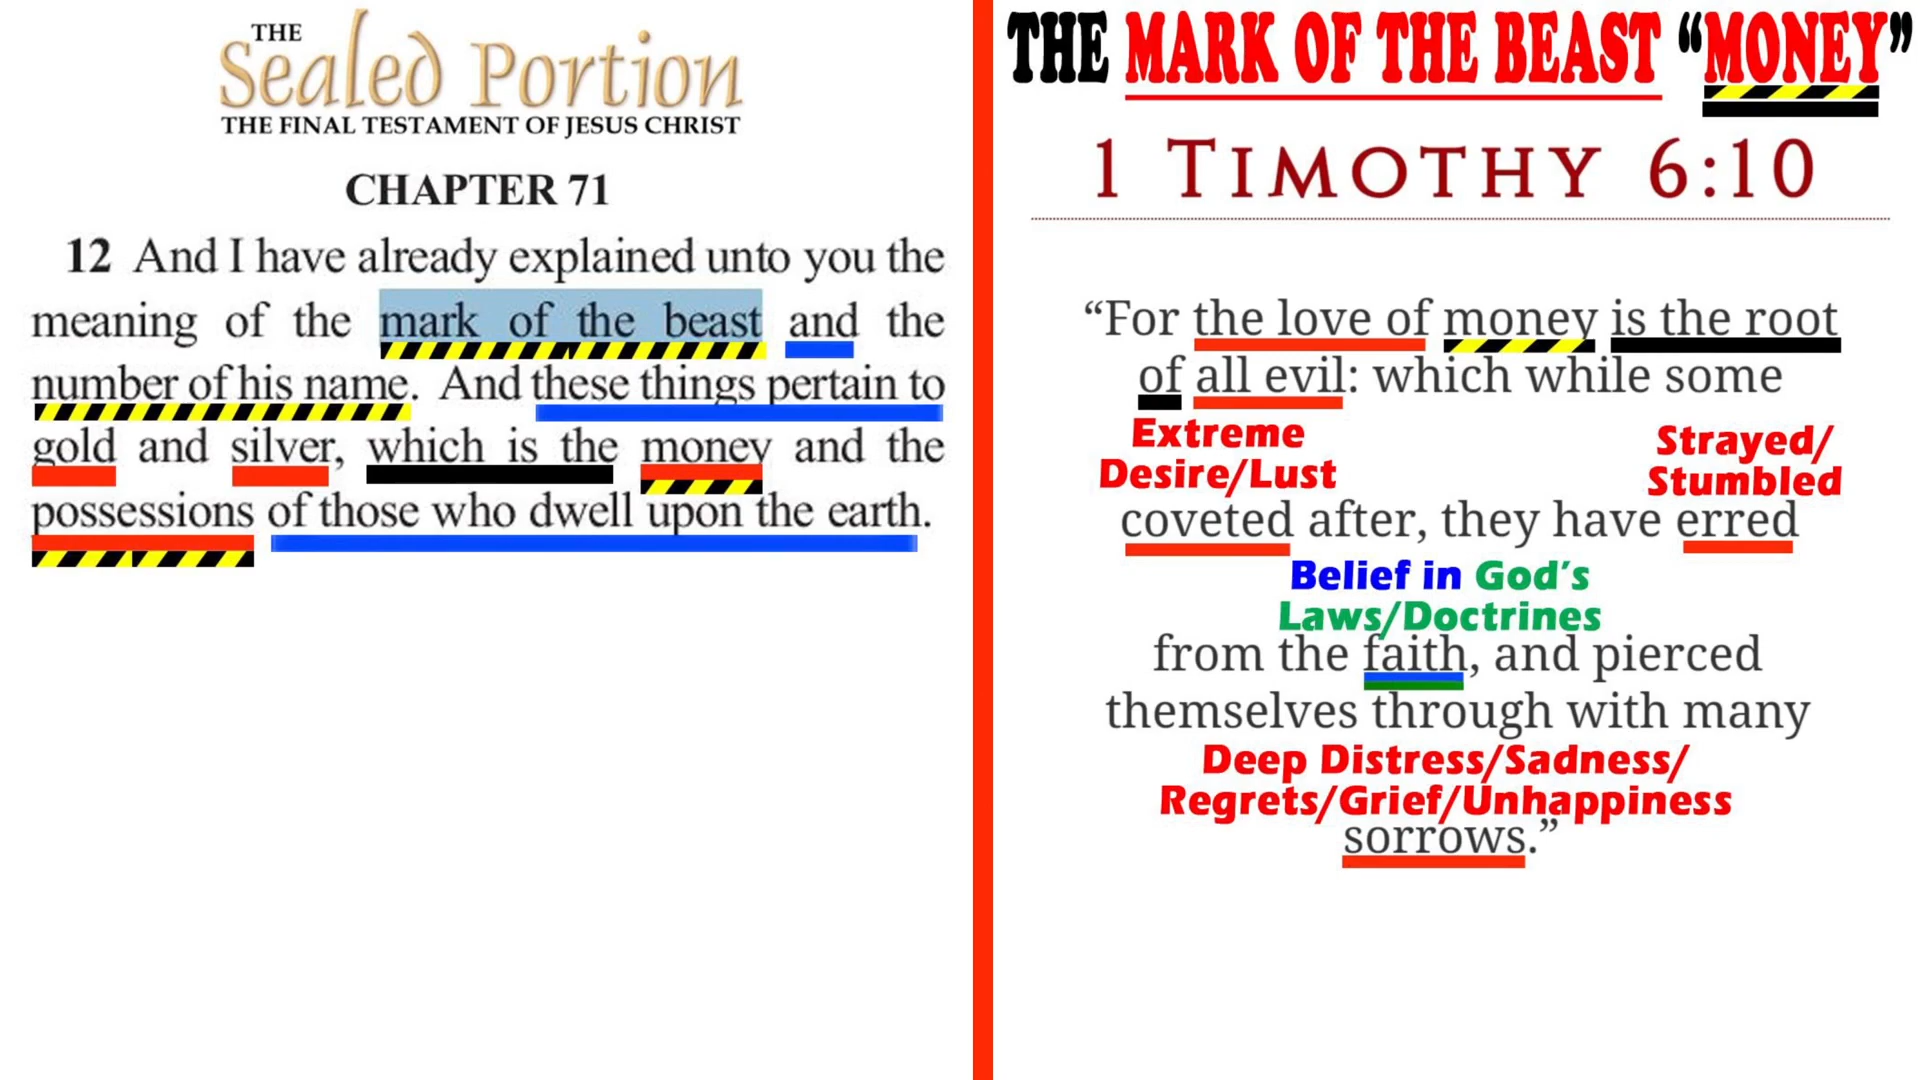 THE
Sealed Portion
THE FINAL TESTAMENT OF JESUS CHRIST
CHAPTER 71
12 And I have already explained unto you the
meaning of the mark of the beast and the
number of his name. And these things pertain to
gold and silver, which is the money and the
possessions of those who dwell upon the earth.
THE MARK OF THE BEAST “MONEY”
1 TIMOTHY 6:10
“For the love of money is the root
of all evil: which while some
Extreme
Desire/Lust
Strayed/
Stumbled
coveted after, they have erred
Belief in God's
Laws/Doctrines
from the faith, and pierced
themselves through with many
Deep Distress/Sadness/
Regrets/Grief/Unhappiness
sorrows.”